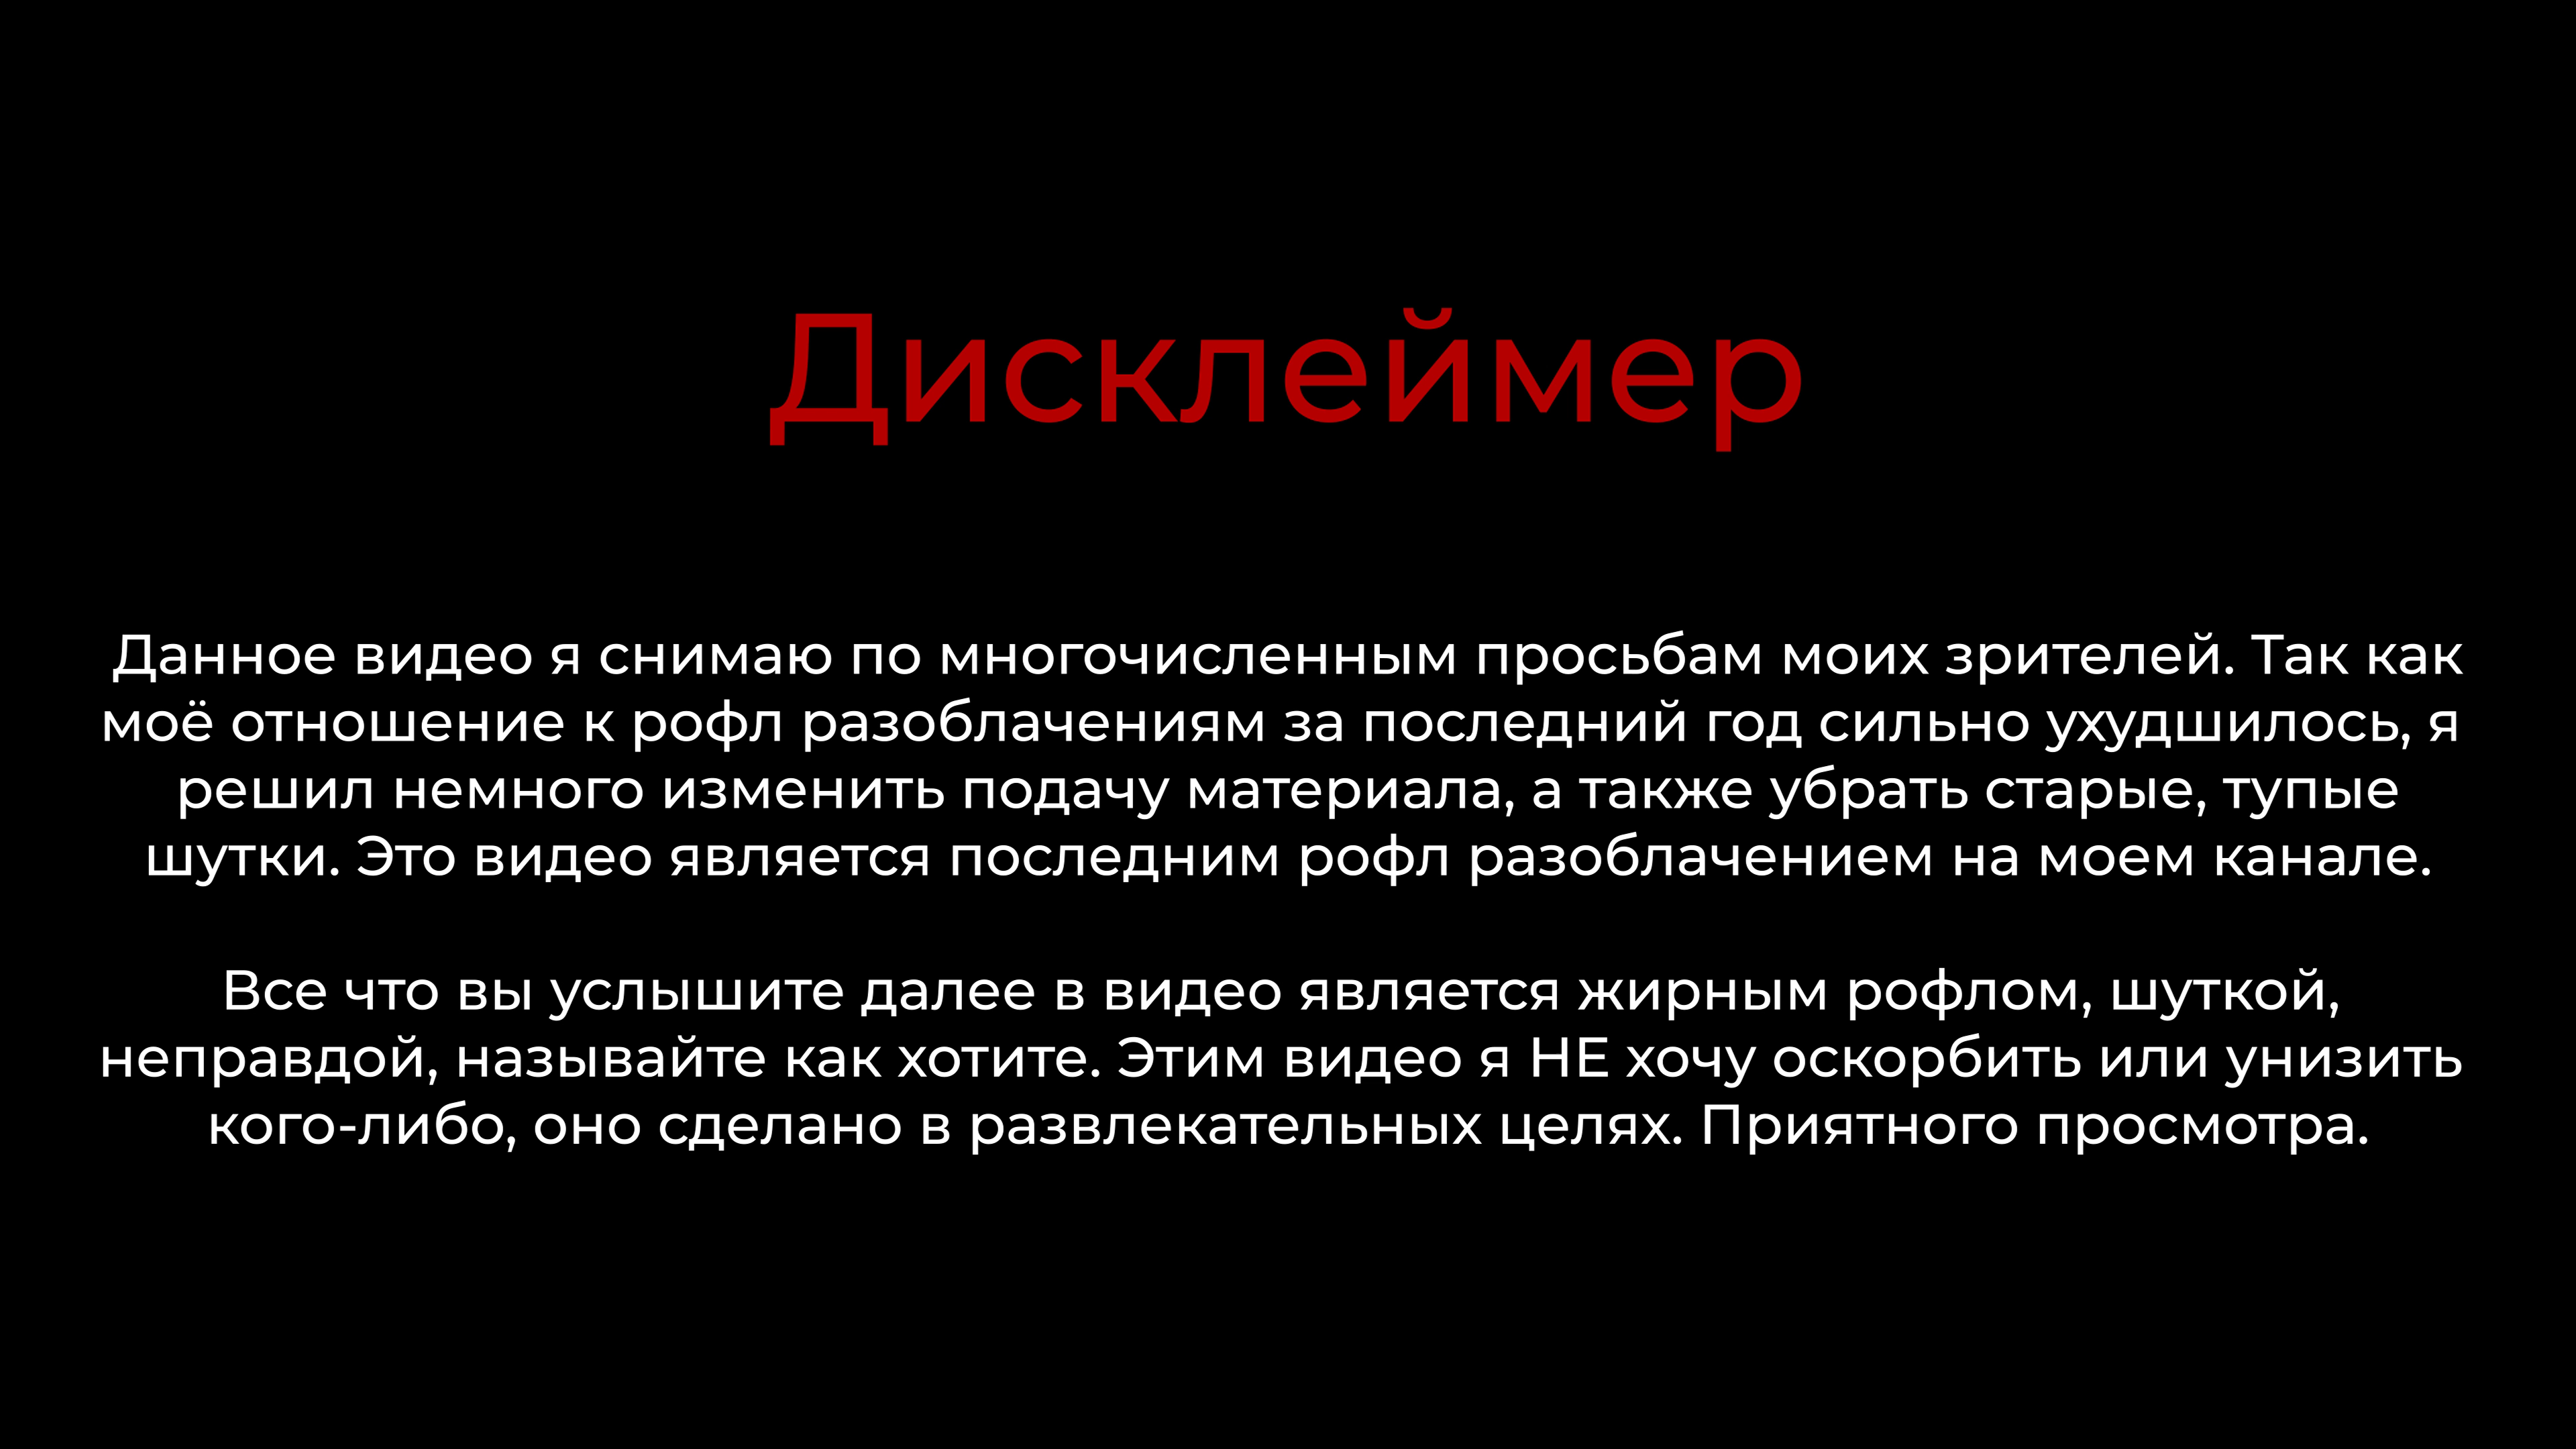 Дисклеймер
Данное видео я снимаю по многочисленным просьбам моих зрителей. Так как
моё отношение к рофл разоблачениям за последний год сильно ухудшилось, я
решил немного изменить подачу материала, а также убрать старые, тупые
шутки. Это видео является последним рофл разоблачением на моем канале.
Все что вы услышите далее в видео является жирным рофлом, шуткой,
неправдой, называйте как хотите. Этим видео я НЕ хочу оскорбить или унизить
кого-либо, оно сделано в развлекательных целях. Приятного просмотра.